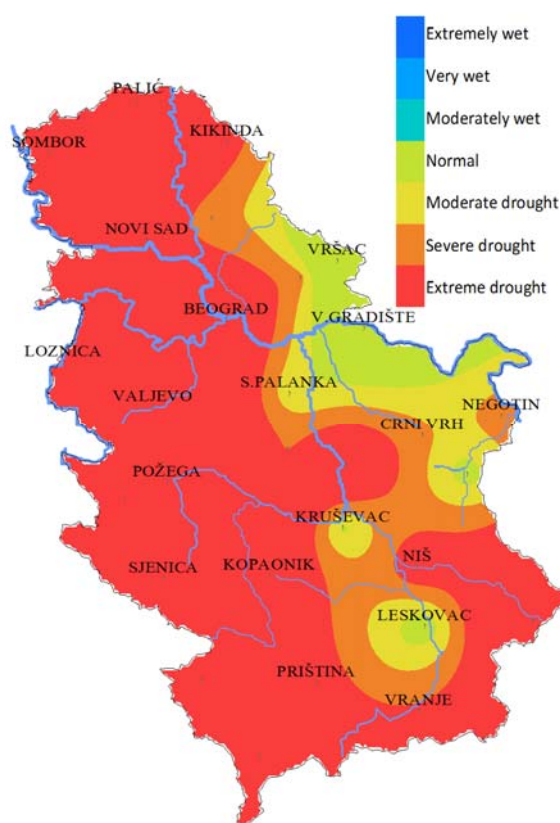 Extremely wet
Very wet
Moderately wet
Normal
Moderate drought
Severe drought
Extreme drought
PALIĆ
KIKINDA
SOMBOR
NOVI SAD
VRŠAC
BEOGRAD
V.GRADIŠTE
LOZNICA
S.PALANKA
VALJEVO
NEGOTIN
CRNI VRH
POŽEGA
KRUŠEVAC
NIŠ
SJENICA
KOPAONIK
LESKOVAC
PRIŠTINA
VRANJE